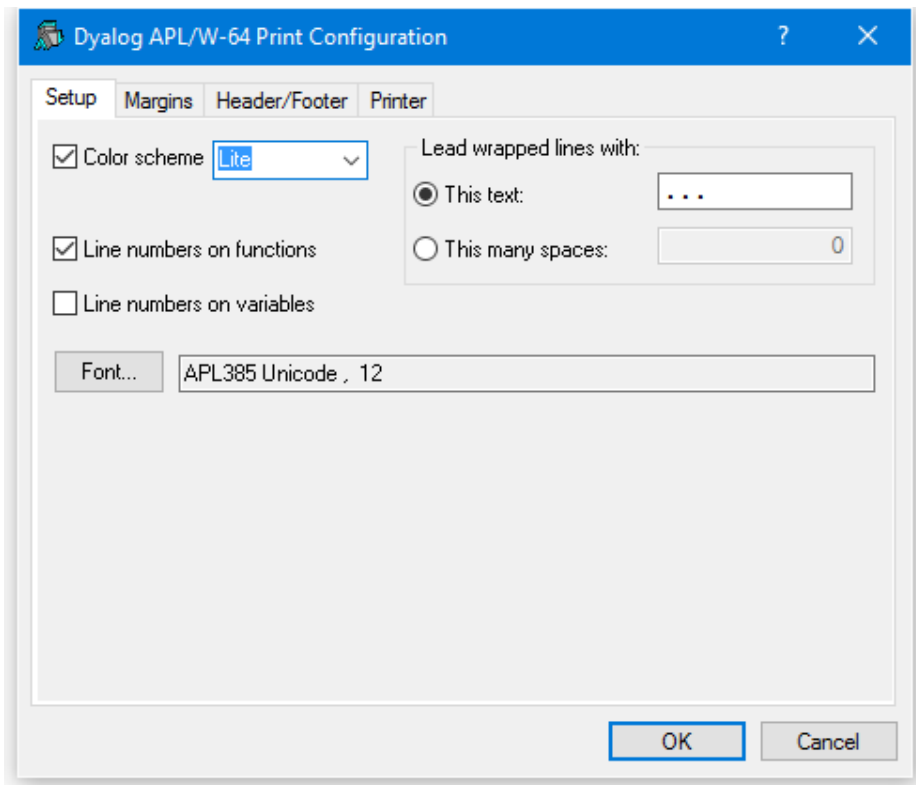 Dyalog APL/W-64 Print Configuration ?
Setup Margins Header/Footer Printer
Color scheme Lite
Lead wrapped lines with:
This text: ...
Line numbers on functions
This many spaces: 0
Line numbers on variables
Font... APL385 Unicode , 12
OK Cancel